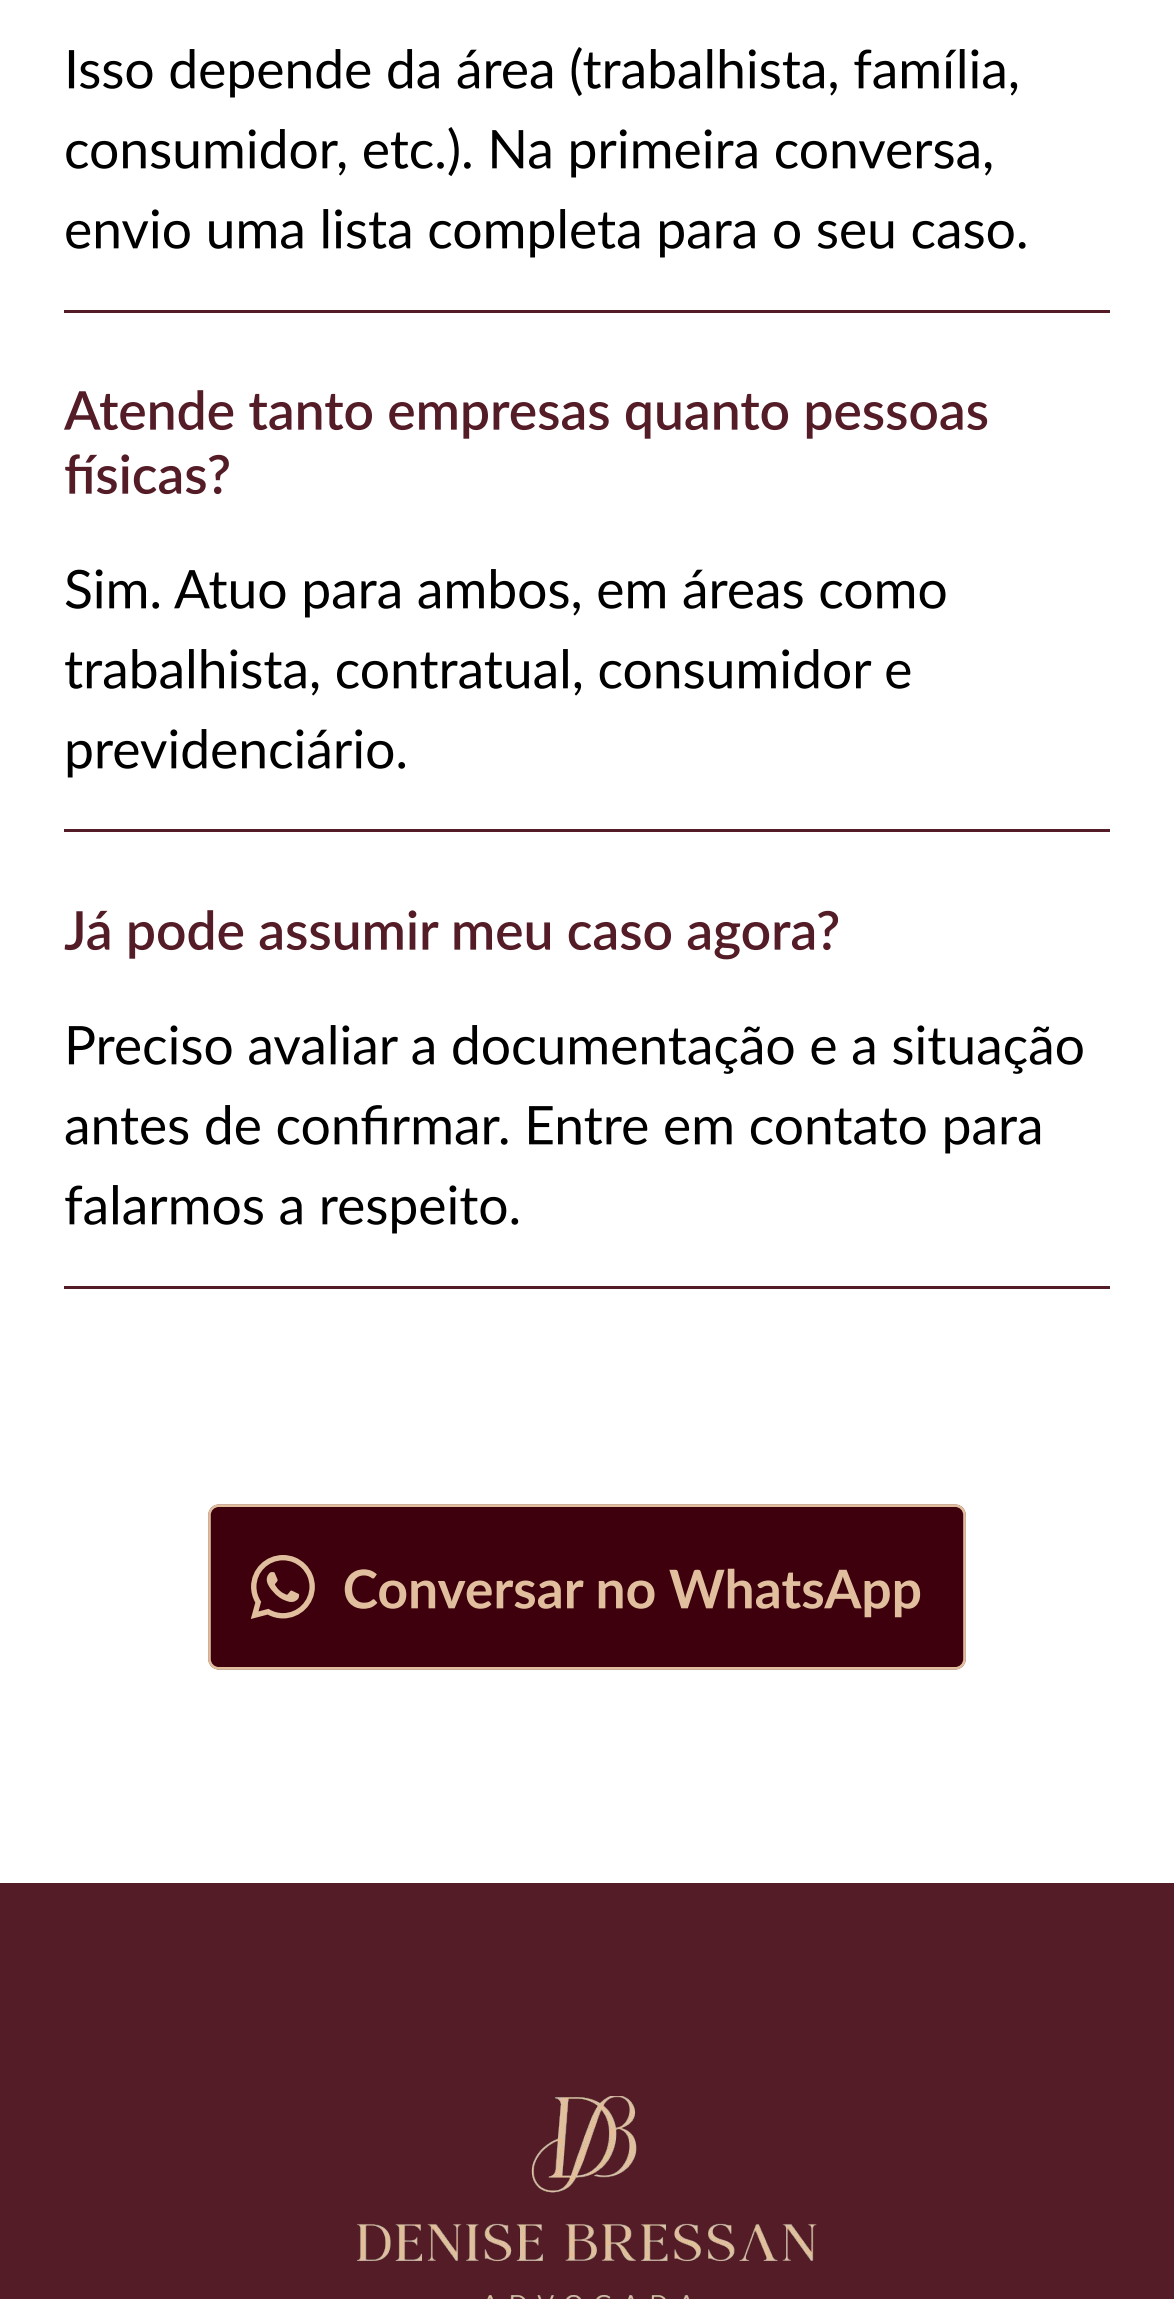 Isso depende da área (trabalhista, família,
consumidor, etc.). Na primeira conversa,
envio uma lista completa para o seu caso.
Atende tanto empresas quanto pessoas
físicas?
Sim. Atuo para ambos, em áreas como
trabalhista, contratual, consumidor e
previdenciário.
Já pode assumir meu caso agora?
Preciso avaliar a documentação e a situação
antes de confirmar. Entre em contato para
falarmos a respeito.
Conversar no WhatsApp
DB
DENISE BRESSAN